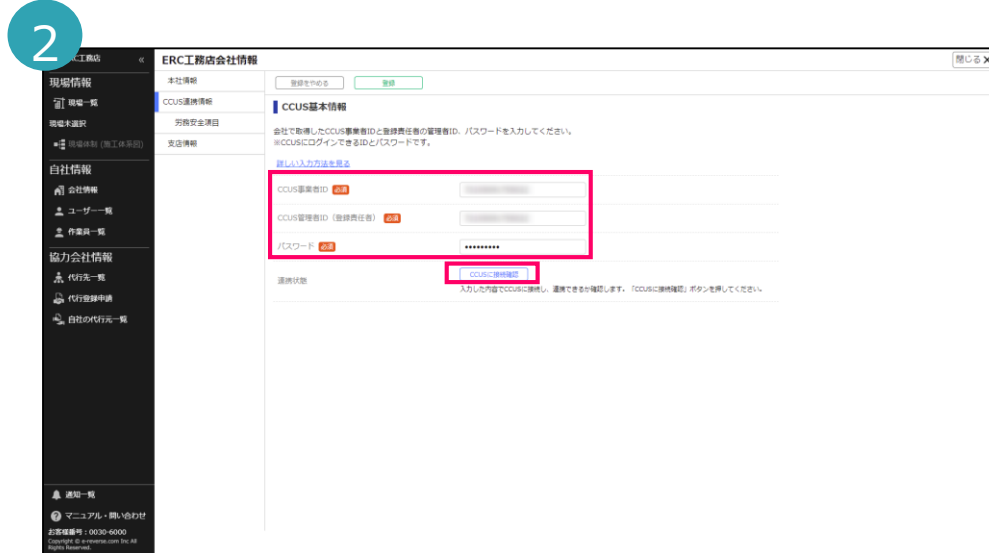 2
工務店 «
ERC工務店会社情報
閉じる X
現場情報
現場一覧
現場未選択
現場体制 (施工体系図)
自社情報
会社情報
ユーザー一覧
作業員一覧
協力会社情報
代行先一覧
代行登録申請
自社の代行元一覧
通知一覧
マニュアル・問い合わせ
お客様番号：0030-6000
Copyright © e-reverse.com Inc All
Rights Reserved.
本社情報
CCUS連携情報
労務安全項目
支店情報
登録をやめる
登録
CCUS基本情報
会社で取得したCCUS事業者IDと登録責任者の管理者ID、パスワードを入力してください。
※CCUSにログインできるIDとパスワードです。
詳しい入力方法を見る
CCUS事業者ID 必須
CCUS管理者ID（登録責任者） 必須
パスワード 必須 •••••••••
連携状態
CCUSに接続確認
入力した内容でCCUSに接続し、連携できるか確認します。「CCUSに接続確認」ボタンを押してください。